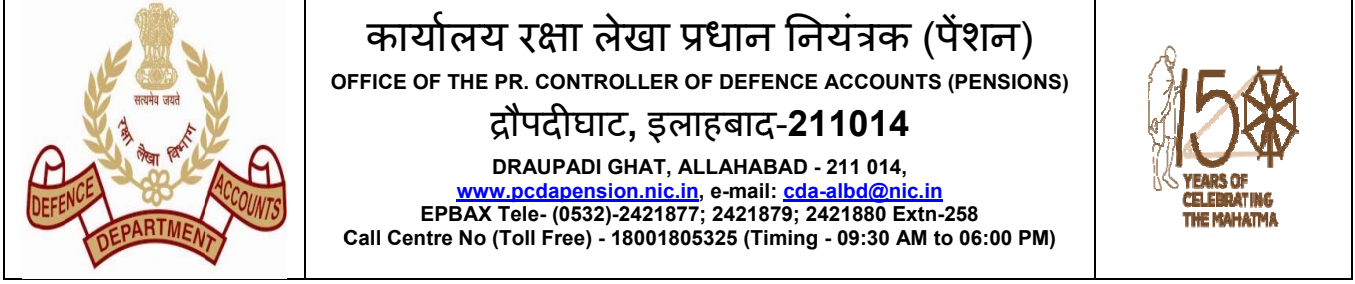 सत्यमेव जयते
रक्षा लेखा विभाग
DEFENCE
ACCOUNTS
DEPARTMENT
कार्यालय रक्षा लेखा प्रधान नियंत्रक (पेंशन)
OFFICE OF THE PR. CONTROLLER OF DEFENCE ACCOUNTS (PENSIONS)
द्रौपदीघाट, इलाहबाद-211014
DRAUPADI GHAT, ALLAHABAD - 211 014,
www.pcdapension.nic.in, e-mail: cda-albd@nic.in
EPBAX Tele- (0532)-2421877; 2421879; 2421880 Extn-258
Call Centre No (Toll Free) - 18001805325 (Timing - 09:30 AM to 06:00 PM)
150
YEARS OF
CELEBRATING
THE MAHATMA